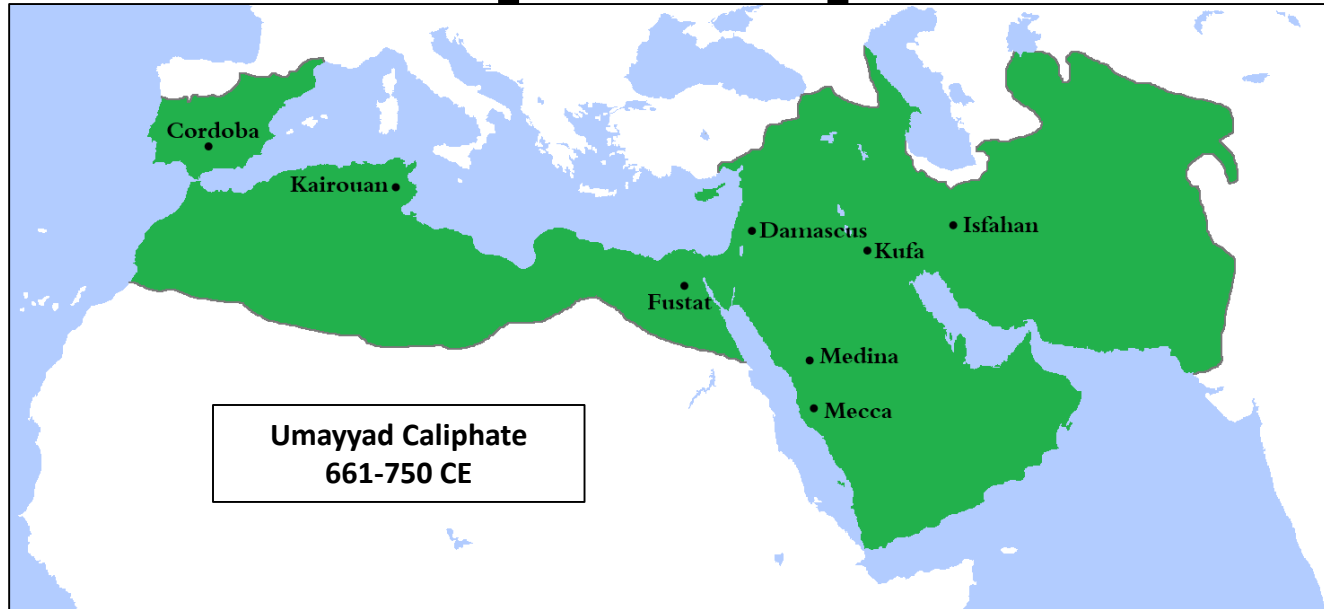 Cordoba
Kairouan
Damascus
Isfahan
Kufa
Fustat
Medina
Mecca
Umayyad Caliphate
661-750 CE